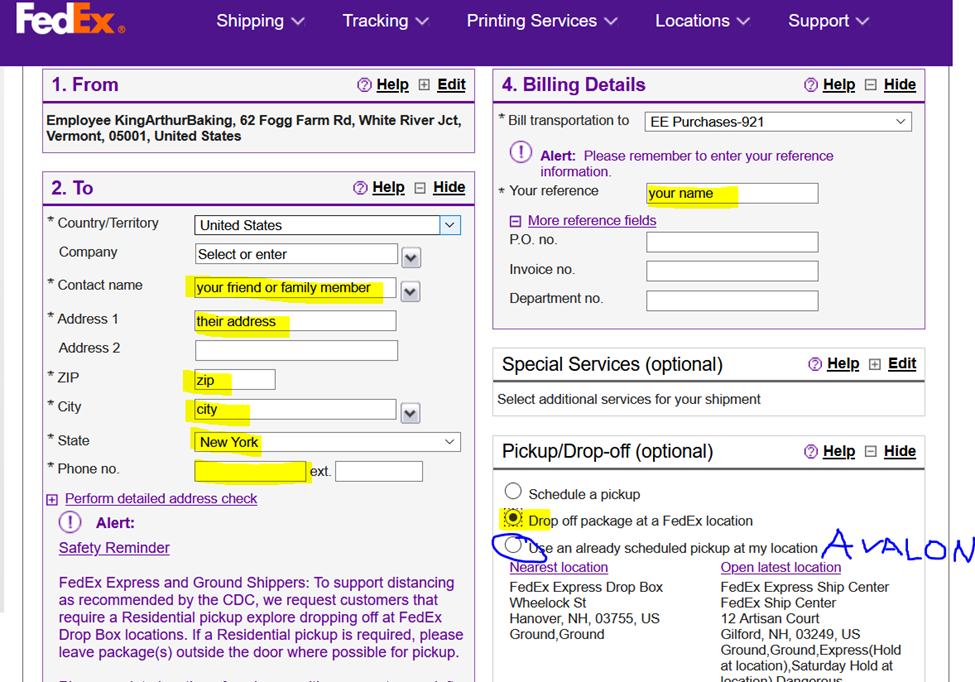 FedEx®
Shipping Tracking Printing Services Locations Support
1. From Help Edit
Employee KingArthurBaking, 62 Fogg Farm Rd, White River Jct,
Vermont, 05001, United States
2. To Help Hide
* Country/Territory United States
Company Select or enter
* Contact name your friend or family member
* Address 1 their address
Address 2
* ZIP zip
* City city
* State New York
* Phone no. ext.
Perform detailed address check
Alert:
Safety Reminder
FedEx Express and Ground Shippers: To support distancing
as recommended by the CDC, we request customers that
require a Residential pickup explore dropping off at FedEx
Drop Box locations. If a Residential pickup is required, please
leave package(s) outside the door where possible for pickup.
4. Billing Details Help Hide
* Bill transportation to EE Purchases-921
Alert: Please remember to enter your reference
information.
* Your reference your name
More reference fields
P.O. no.
Invoice no.
Department no.
Special Services (optional) Help Edit
Select additional services for your shipment
Pickup/Drop-off (optional) Help Hide
Schedule a pickup
Drop off package at a FedEx location
Use an already scheduled pickup at my location AVALON
Nearest location
FedEx Express Drop Box
Wheelock St
Hanover, NH, 03755, US
Ground,Ground
Open latest location
FedEx Express Ship Center
FedEx Ship Center
12 Artisan Court
Gilford, NH, 03249, US
Ground,Ground,Express(Hold
at location),Saturday Hold at
location),Dangerous